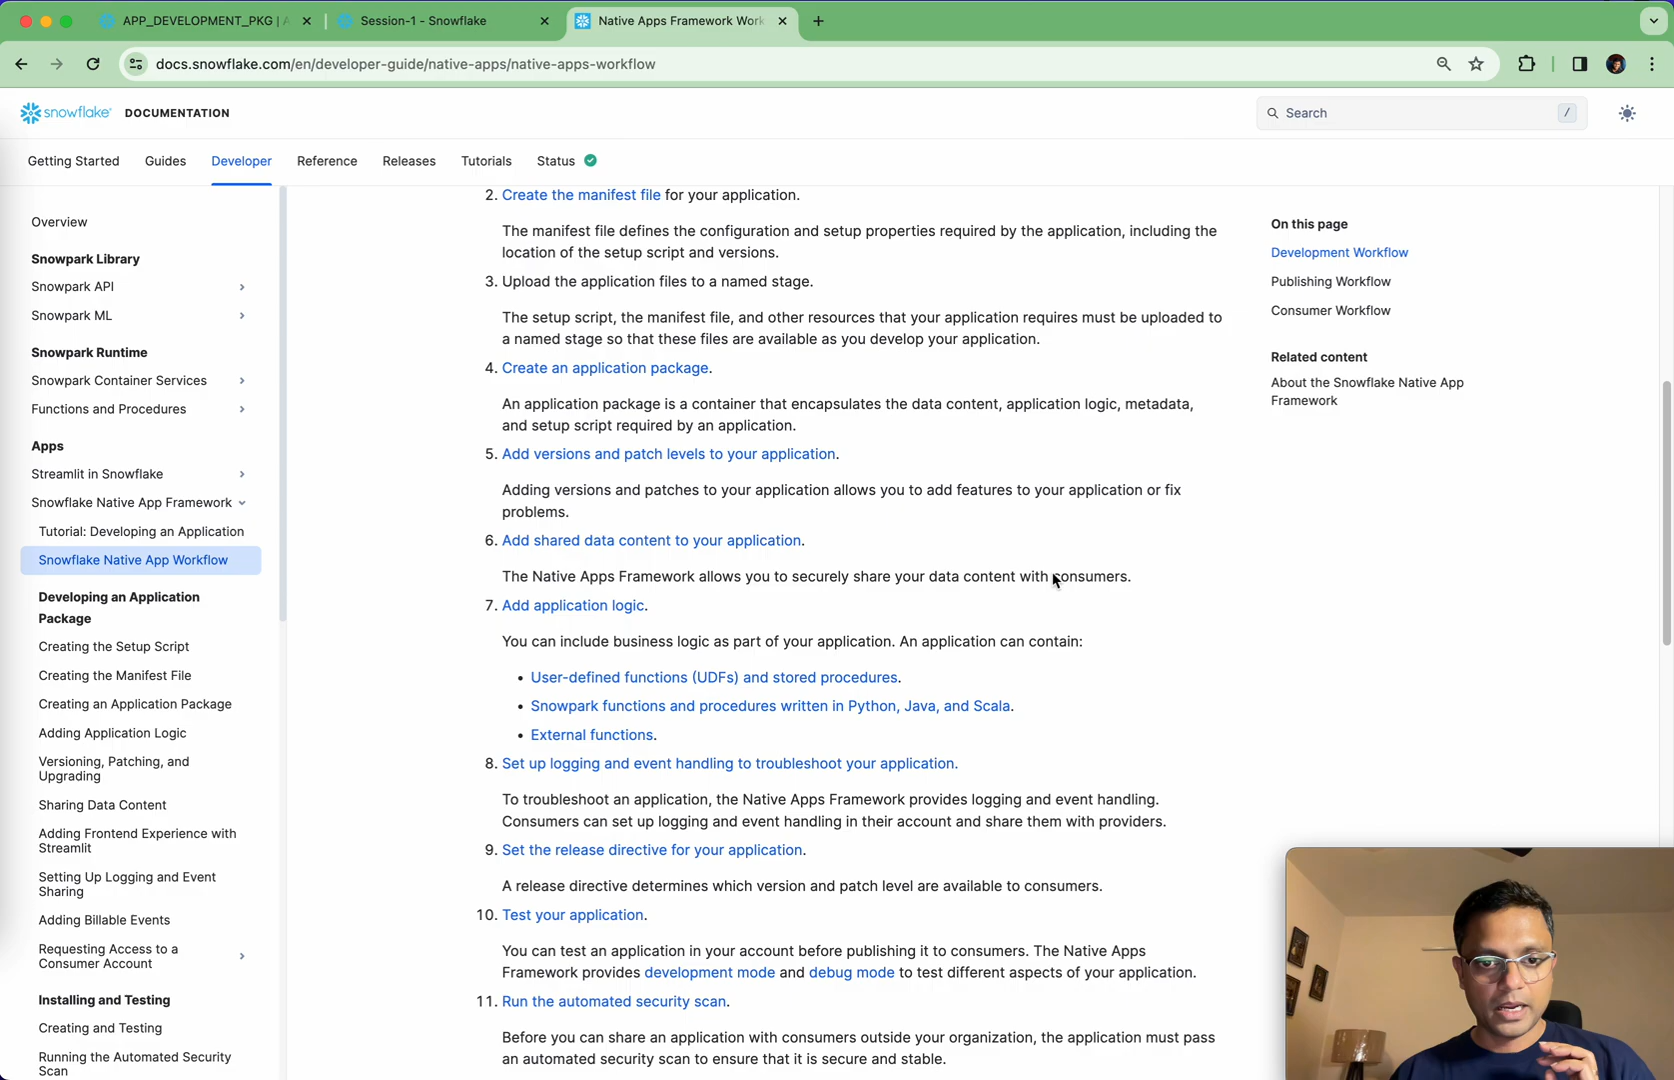 APP_DEVELOPMENT_PKG | A
Session-1 - Snowflake
Native Apps Framework Work
docs.snowflake.com/en/developer-guide/native-apps/native-apps-workflow
snowflake
DOCUMENTATION
Search
/
Getting Started
Guides
Developer
Reference
Releases
Tutorials
Status
Overview
Snowpark Library
Snowpark API
Snowpark ML
Snowpark Runtime
Snowpark Container Services
Functions and Procedures
Apps
Streamlit in Snowflake
Snowflake Native App Framework
Tutorial: Developing an Application
Snowflake Native App Workflow
Developing an Application
Package
Creating the Setup Script
Creating the Manifest File
Creating an Application Package
Adding Application Logic
Versioning, Patching, and
Upgrading
Sharing Data Content
Adding Frontend Experience with
Streamlit
Setting Up Logging and Event
Sharing
Adding Billable Events
Requesting Access to a
Consumer Account
Installing and Testing
Creating and Testing
Running the Automated Security
Scan
2. Create the manifest file for your application.
The manifest file defines the configuration and setup properties required by the application, including the
location of the setup script and versions.
3. Upload the application files to a named stage.
The setup script, the manifest file, and other resources that your application requires must be uploaded to
a named stage so that these files are available as you develop your application.
4. Create an application package.
An application package is a container that encapsulates the data content, application logic, metadata,
and setup script required by an application.
5. Add versions and patch levels to your application.
Adding versions and patches to your application allows you to add features to your application or fix
problems.
6. Add shared data content to your application.
The Native Apps Framework allows you to securely share your data content with consumers.
7. Add application logic.
You can include business logic as part of your application. An application can contain:
• User-defined functions (UDFs) and stored procedures.
• Snowpark functions and procedures written in Python, Java, and Scala.
• External functions.
8. Set up logging and event handling to troubleshoot your application.
To troubleshoot an application, the Native Apps Framework provides logging and event handling.
Consumers can set up logging and event handling in their account and share them with providers.
9. Set the release directive for your application.
A release directive determines which version and patch level are available to consumers.
10. Test your application.
You can test an application in your account before publishing it to consumers. The Native Apps
Framework provides development mode and debug mode to test different aspects of your application.
11. Run the automated security scan.
Before you can share an application with consumers outside your organization, the application must pass
an automated security scan to ensure that it is secure and stable.
On this page
Development Workflow
Publishing Workflow
Consumer Workflow
Related content
About the Snowflake Native App
Framework